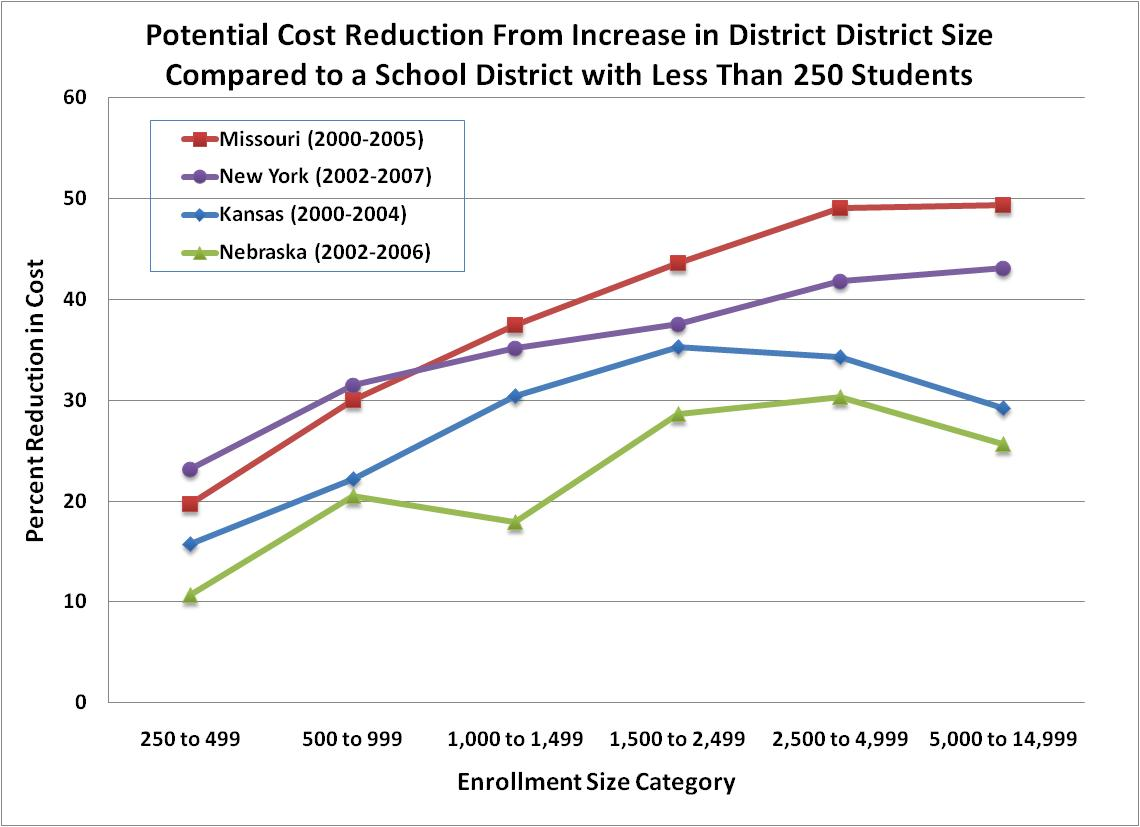 Potential Cost Reduction From Increase in District District Size
Compared to a School District with Less Than 250 Students
60
50
40
30
20
10
0
Missouri (2000-2005)
New York (2002-2007)
Kansas (2000-2004)
Nebraska (2002-2006)
Percent Reduction in Cost
250 to 499
500 to 999
1,000 to 1,499
1,500 to 2,499
2,500 to 4,999
5,000 to 14,999
Enrollment Size Category